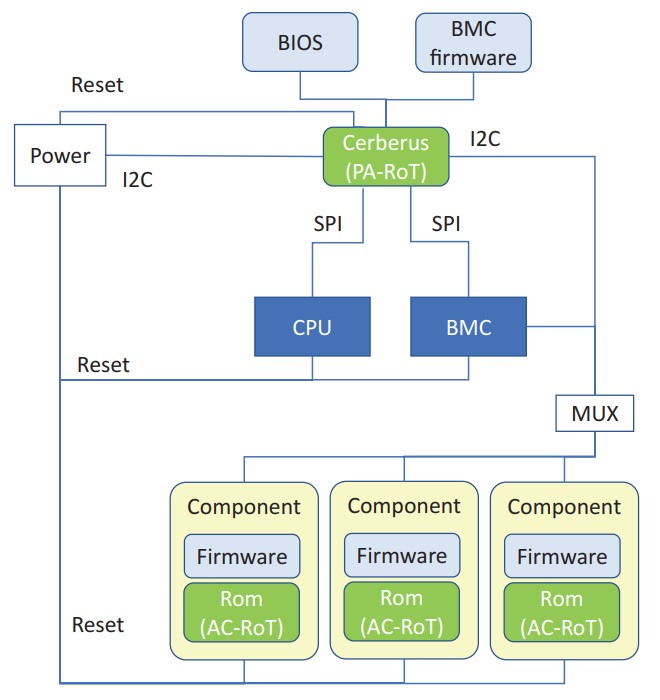 BIOS
BMC
firmware
Reset
Power
Cerberus
(PA-RoT)
I2C
I2C
SPI
SPI
CPU
BMC
Reset
MUX
Component
Firmware
Rom
(AC-RoT)
Component
Firmware
Rom
(AC-RoT)
Component
Firmware
Rom
(AC-RoT)
Reset